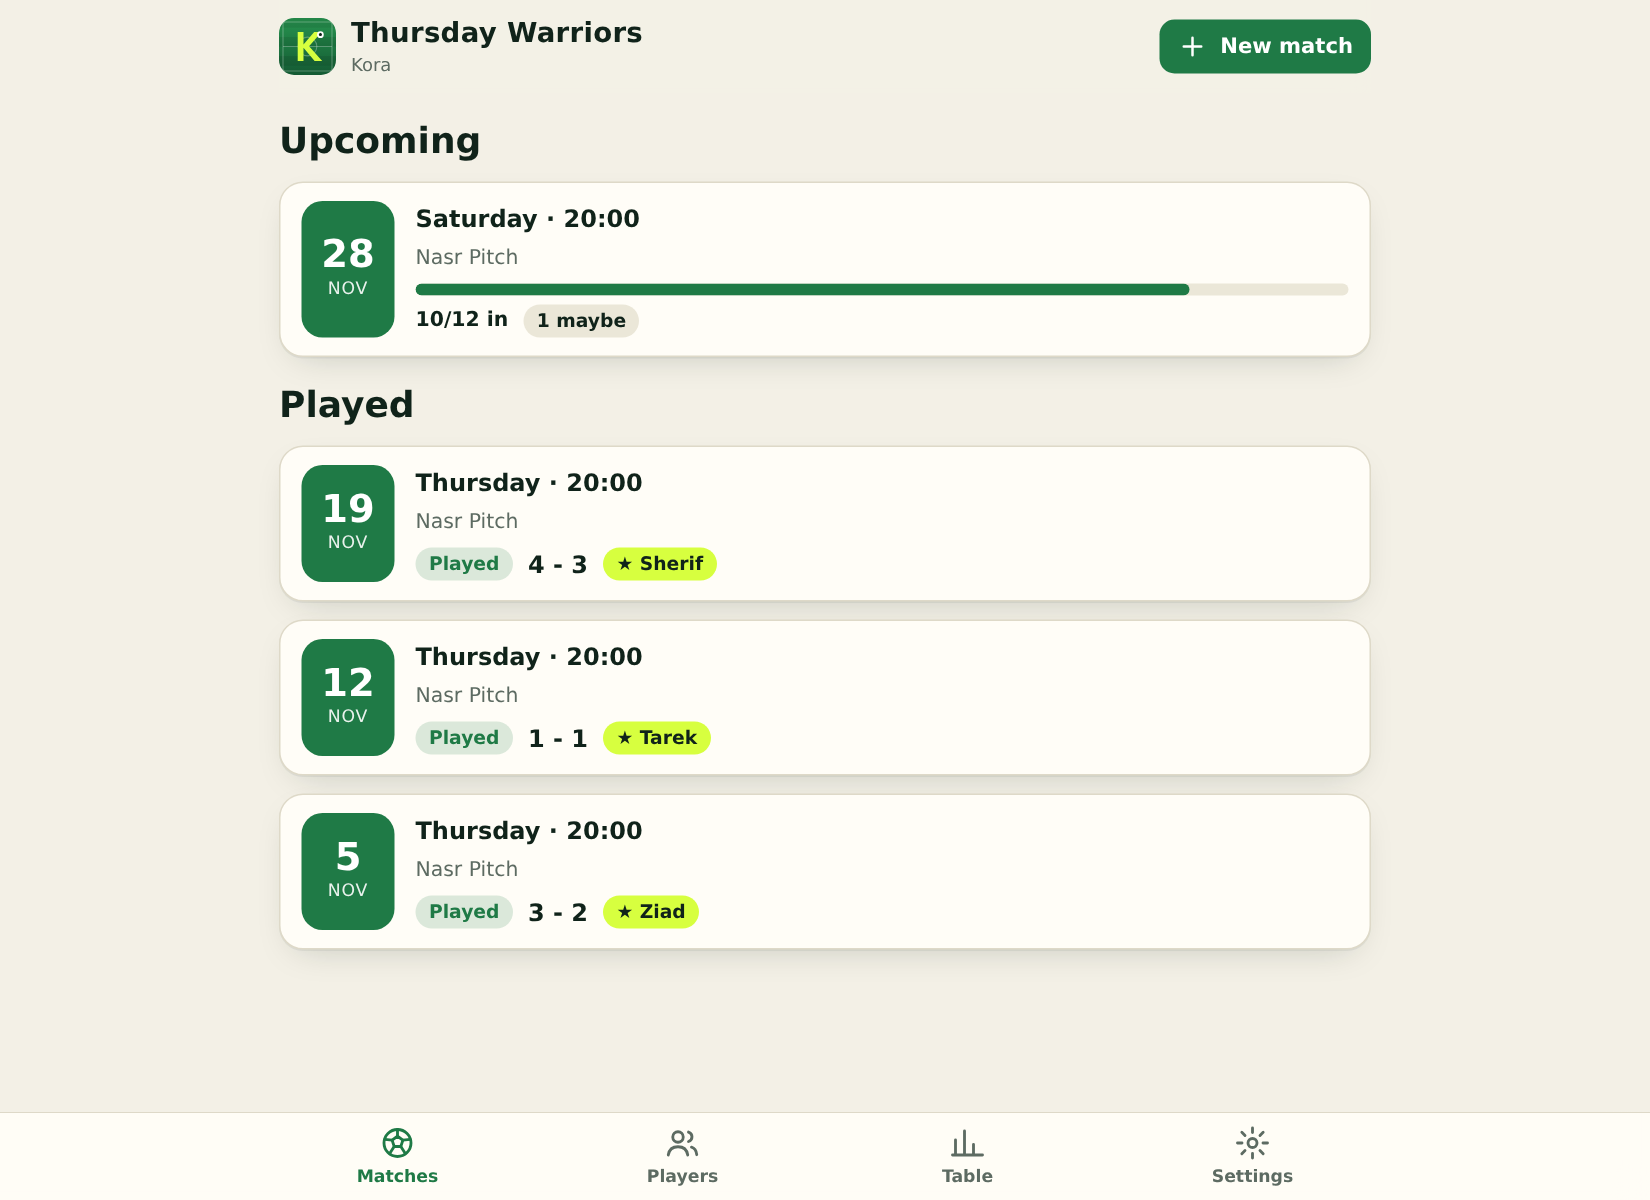 K
Thursday Warriors
Kora
New match
Upcoming
28
NOV
Saturday · 20:00
Nasr Pitch
10/12 in
1 maybe
Played
19
NOV
Thursday · 20:00
Nasr Pitch
Played 4 - 3 ★ Sherif
12
NOV
Thursday · 20:00
Nasr Pitch
Played 1 - 1 ★ Tarek
5
NOV
Thursday · 20:00
Nasr Pitch
Played 3 - 2 ★ Ziad
Matches Players Table Settings